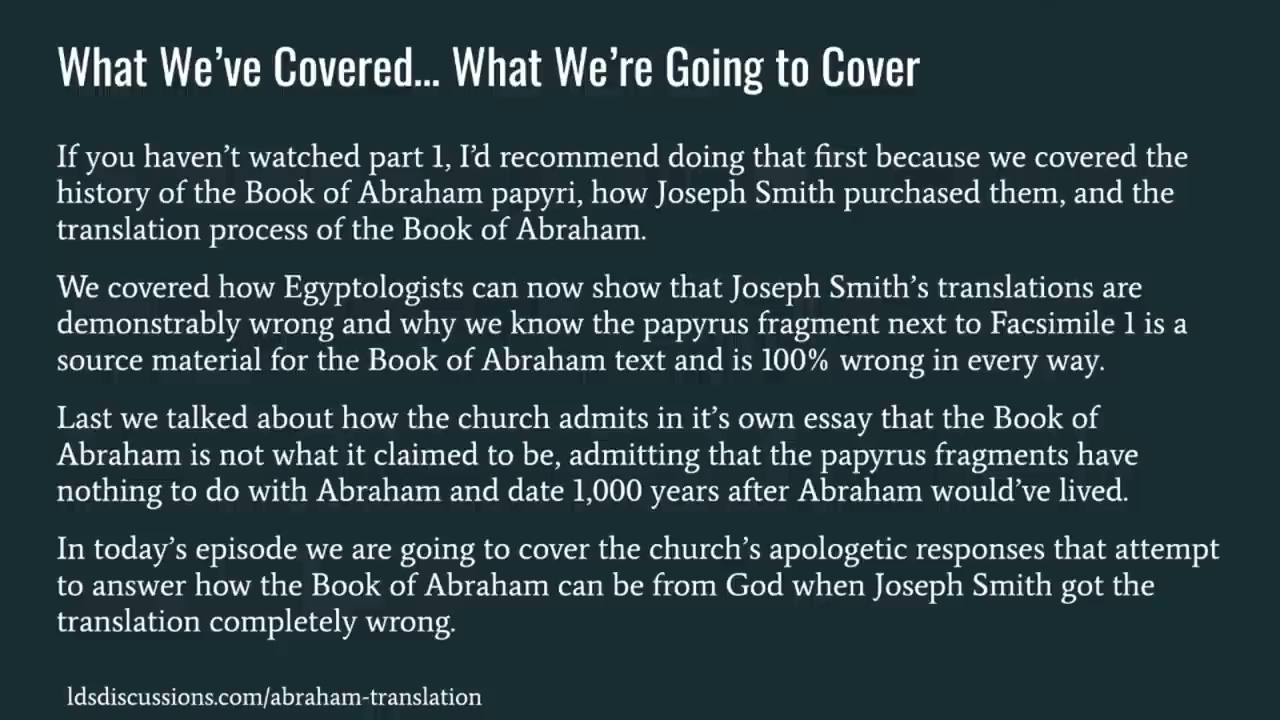 What We’ve Covered... What We’re Going to Cover
If you haven’t watched part 1, I’d recommend doing that first because we covered the
history of the Book of Abraham papyri, how Joseph Smith purchased them, and the
translation process of the Book of Abraham.
We covered how Egyptologists can now show that Joseph Smith’s translations are
demonstrably wrong and why we know the papyrus fragment next to Facsimile 1 is a
source material for the Book of Abraham text and is 100% wrong in every way.
Last we talked about how the church admits in it’s own essay that the Book of
Abraham is not what it claimed to be, admitting that the papyrus fragments have
nothing to do with Abraham and date 1,000 years after Abraham would’ve lived.
In today’s episode we are going to cover the church’s apologetic responses that attempt
to answer how the Book of Abraham can be from God when Joseph Smith got the
translation completely wrong.
ldsdiscussions.com/abraham-translation